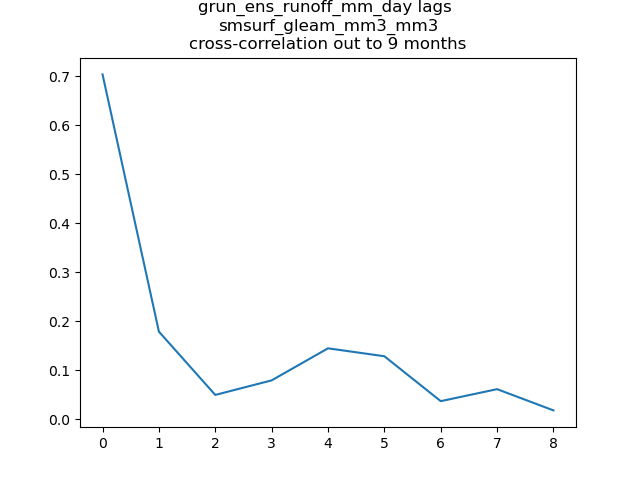 grun_ens_runoff_mm_day lags
smsurf_gleam_mm3_mm3
cross-correlation out to 9 months
0.7
0.6
0.5
0.4
0.3
0.2
0.1
0.0
0 1 2 3 4 5 6 7 8